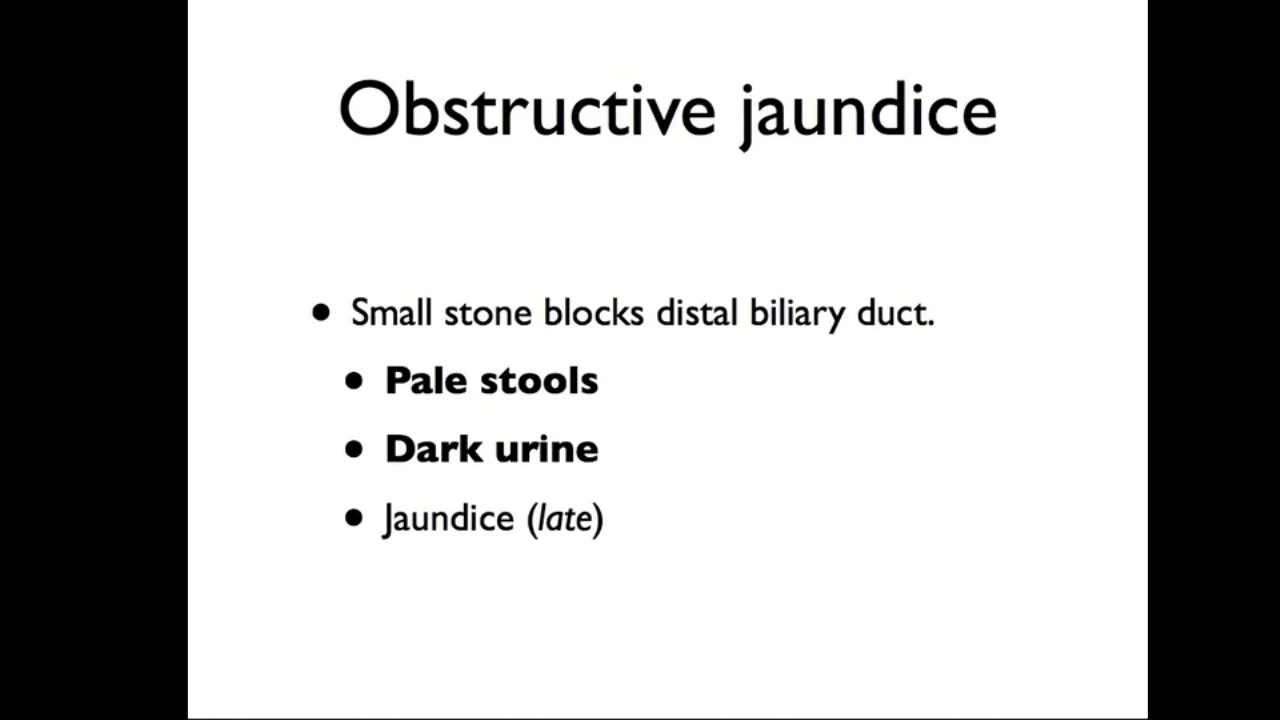 Obstructive jaundice
• Small stone blocks distal biliary duct.
• Pale stools
• Dark urine
• Jaundice (late)